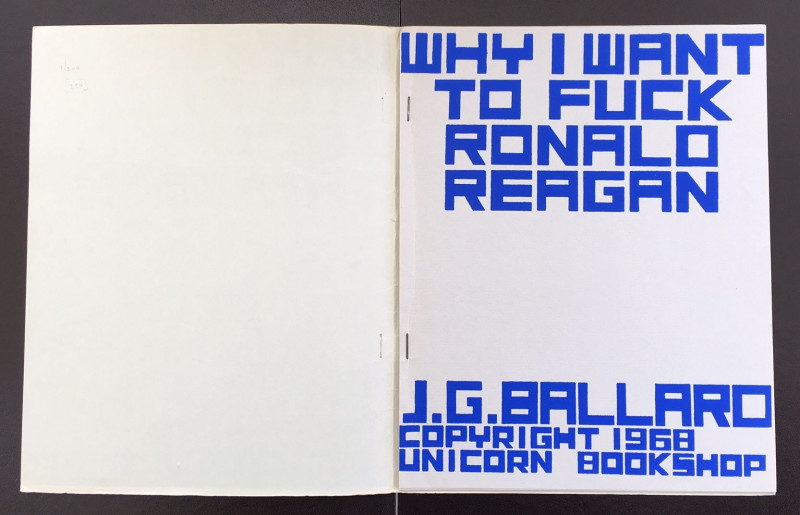 WHY I WANT
TO FUCK
RONALD
REAGAN
J.G.BALLARD
COPYRIGHT 1968
UNICORN BOOKSHOP